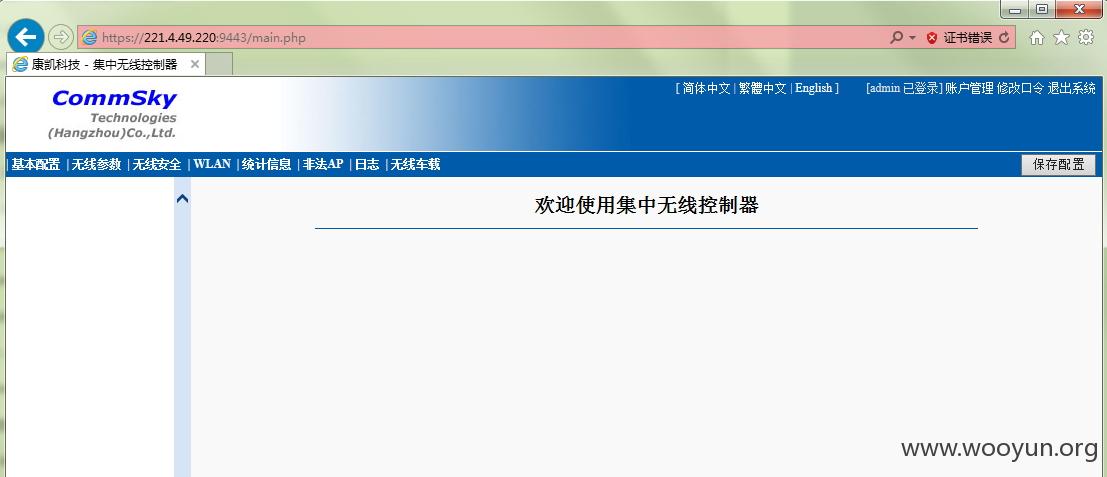 https://221.4.49.220:9443/main.php
证书错误
康凯科技 - 集中无线控制器
[ 简体中文 | 繁體中文 | English ] [admin 已登录] 账户管理 修改口令 退出系统
CommSky
Technologies
(Hangzhou)Co.,Ltd.
| 基本配置 | 无线参数 | 无线安全 | WLAN | 统计信息 | 非法AP | 日志 | 无线车载
保存配置
欢迎使用集中无线控制器
www.wooyun.org